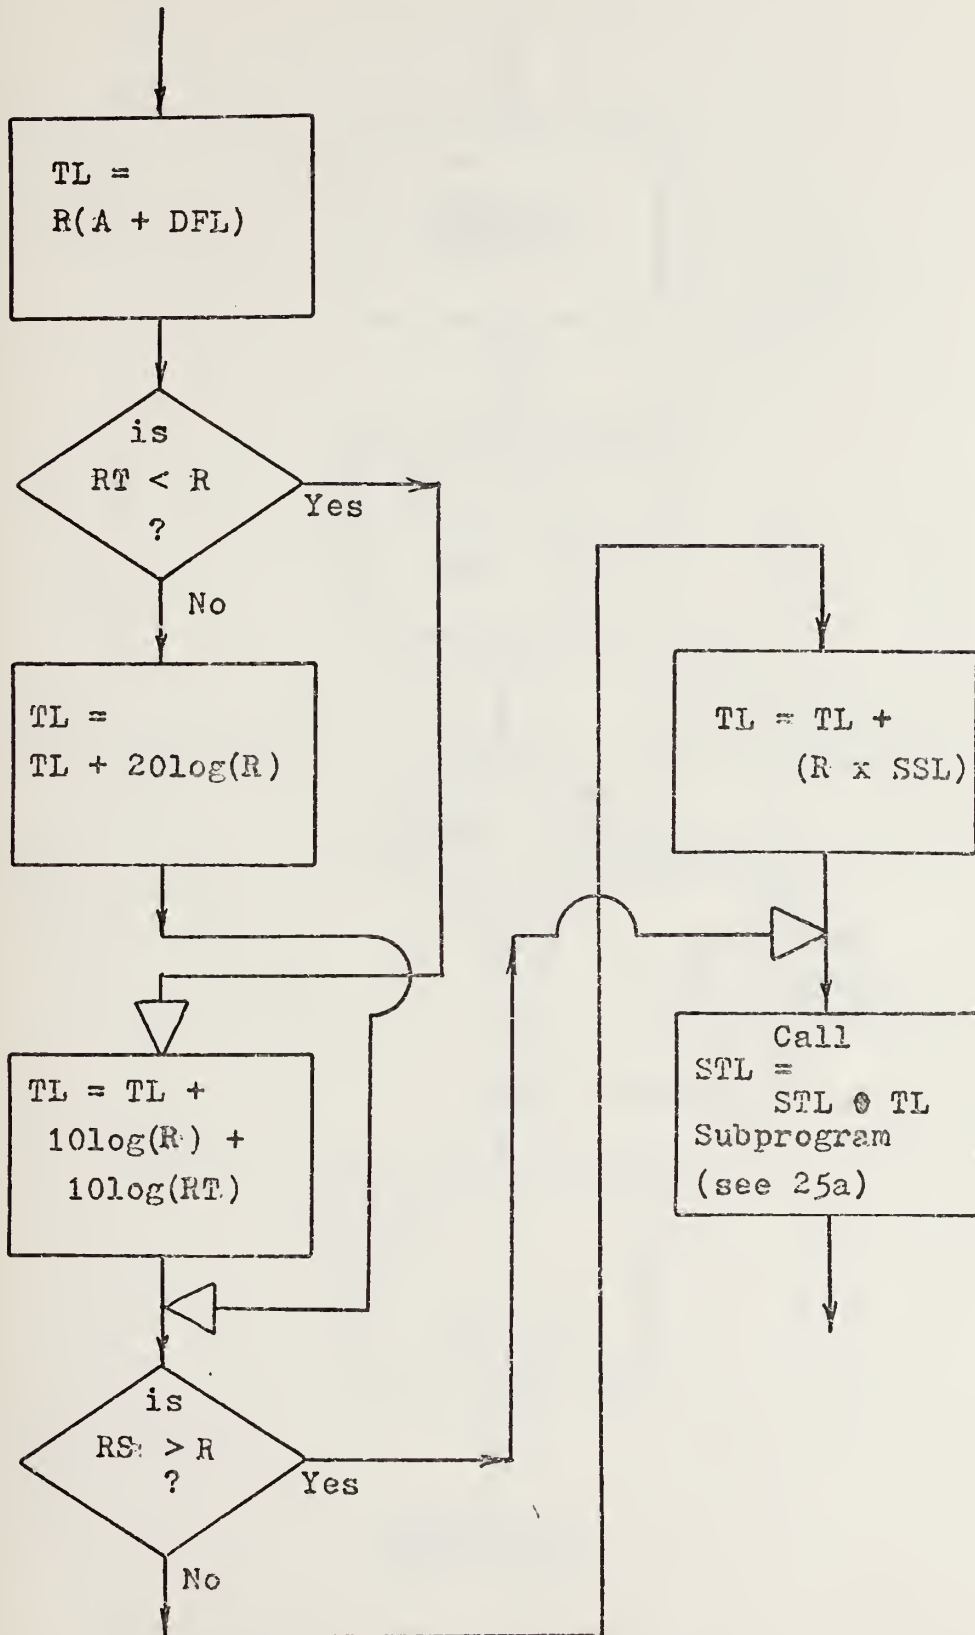 TL =
R(A + DFL)
is
RT < R
?
Yes
No
TL =
TL + 20log(R)
TL = TL +
10log(R) +
10log(RT)
is
RS > R
?
Yes
No
TL = TL +
(R x SSL)
Call
STL =
STL ⊕ TL
Subprogram
(see 25a)